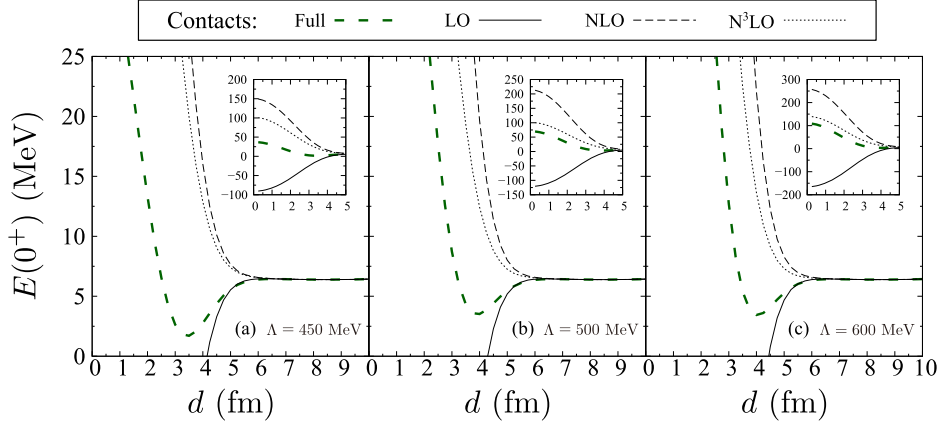 Contacts: Full LO NLO N³LO
E(0⁺) (MeV)
25
20
15
10
5
0
200
150
100
50
0
−50
−100
0 1 2 3 4 5
(a) Λ = 450 MeV
0 1 2 3 4 5 6 7 8 9
d (fm)
250
200
150
100
50
0
−50
−100
−150
0 1 2 3 4 5
(b) Λ = 500 MeV
0 1 2 3 4 5 6 7 8 9
d (fm)
300
200
100
0
−100
−200
0 1 2 3 4 5
(c) Λ = 600 MeV
0 1 2 3 4 5 6 7 8 9 10
d (fm)